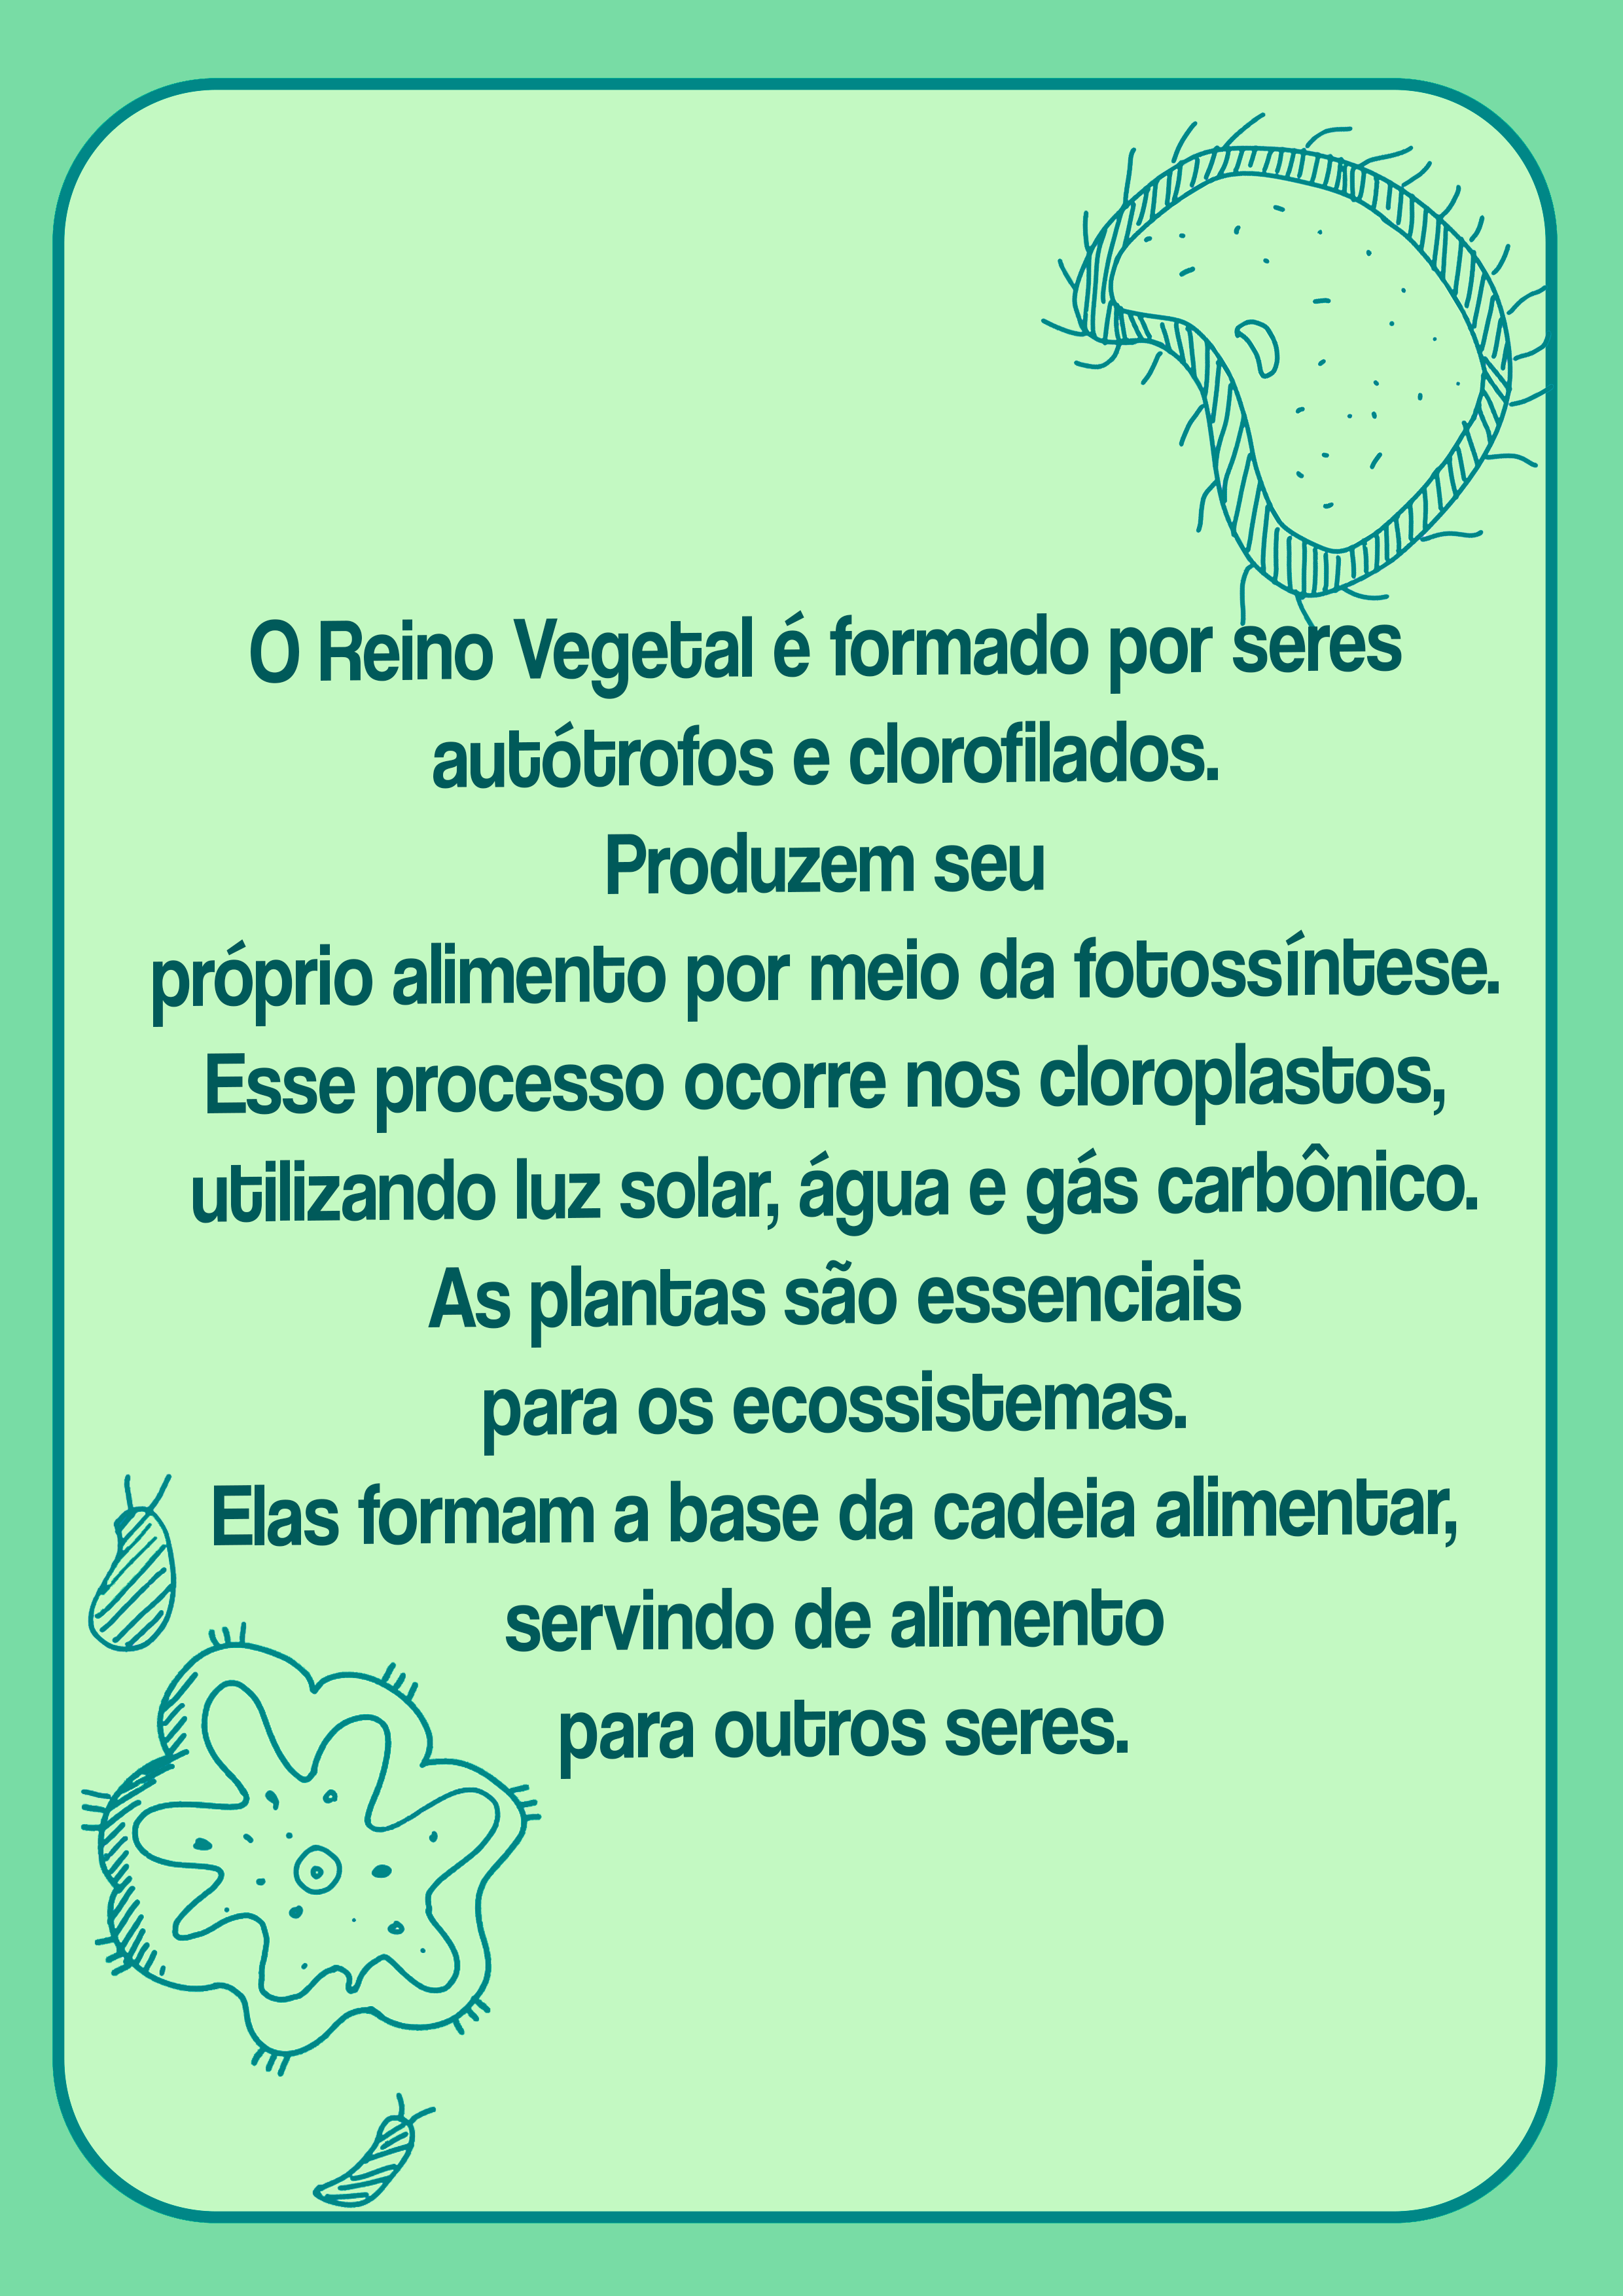 O Reino Vegetal é formado por seres
autótrofos e clorofilados.
Produzem seu
próprio alimento por meio da fotossíntese.
Esse processo ocorre nos cloroplastos,
utilizando luz solar, água e gás carbônico.
As plantas são essenciais
para os ecossistemas.
Elas formam a base da cadeia alimentar,
servindo de alimento
para outros seres.